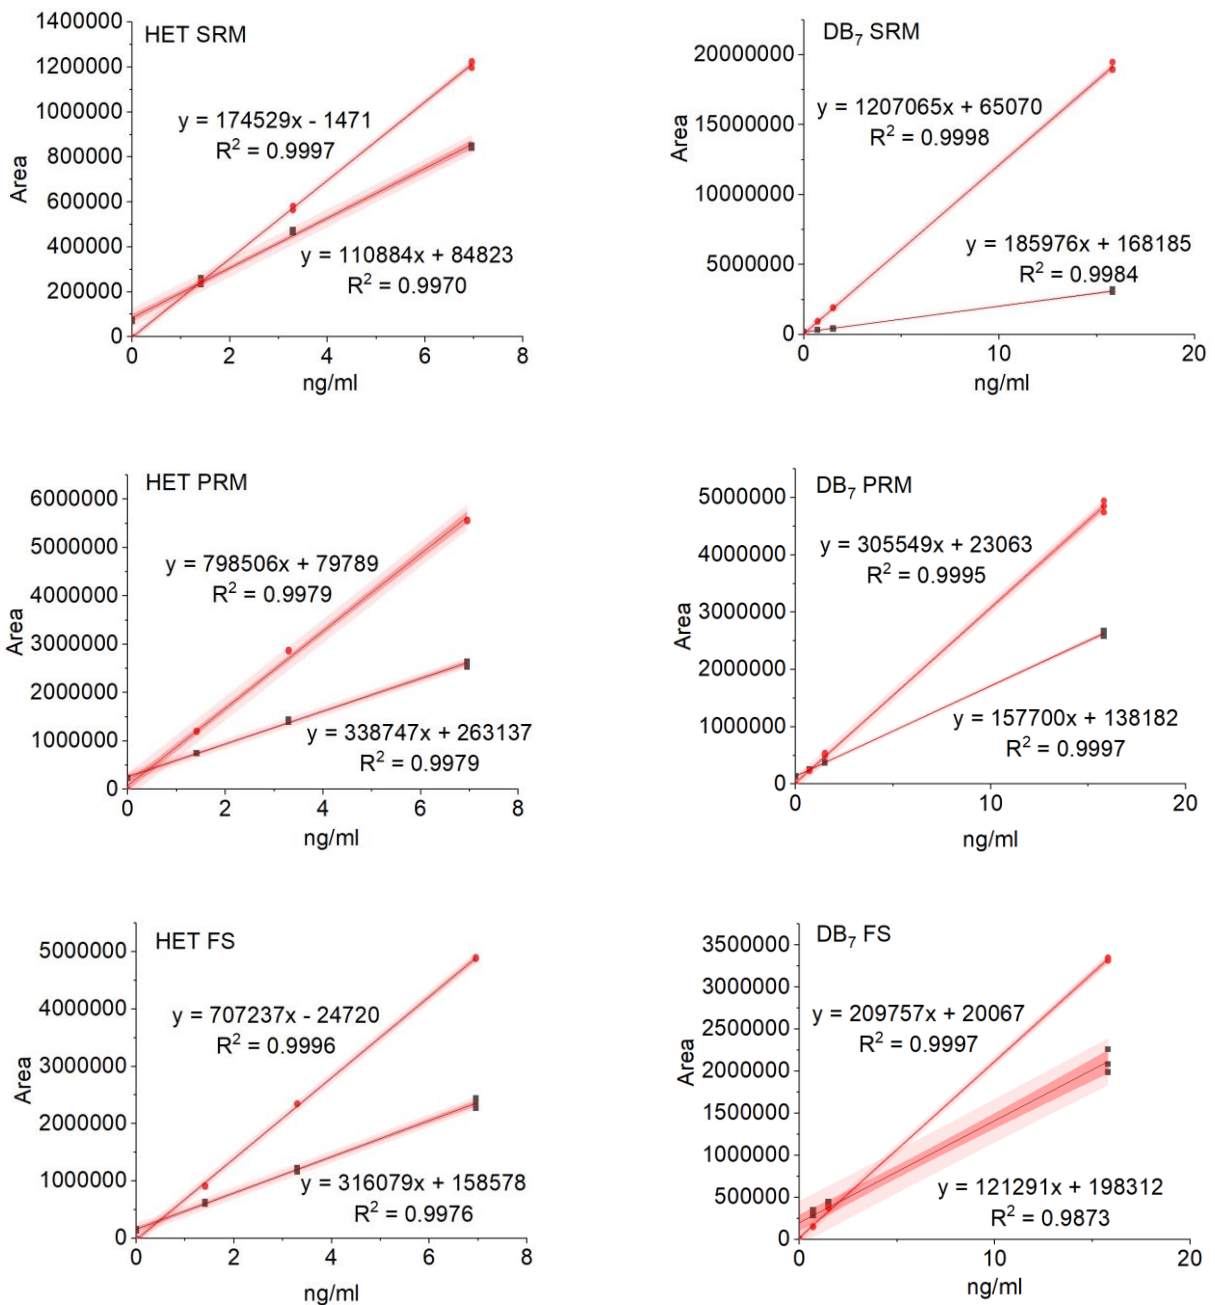 HET SRM
1400000
1200000
1000000
800000
600000
400000
200000
0
Area
y = 174529x - 1471
R² = 0.9997
y = 110884x + 84823
R² = 0.9970
0 2 4 6 8
ng/ml
DB₇ SRM
20000000
15000000
10000000
5000000
0
Area
y = 1207065x + 65070
R² = 0.9998
y = 185976x + 168185
R² = 0.9984
0 10 20
ng/ml
HET PRM
6000000
5000000
4000000
3000000
2000000
1000000
0
Area
y = 798506x + 79789
R² = 0.9979
y = 338747x + 263137
R² = 0.9979
0 2 4 6 8
ng/ml
DB₇ PRM
5000000
4000000
3000000
2000000
1000000
0
Area
y = 305549x + 23063
R² = 0.9995
y = 157700x + 138182
R² = 0.9997
0 10 20
ng/ml
HET FS
5000000
4000000
3000000
2000000
1000000
0
Area
y = 707237x - 24720
R² = 0.9996
y = 316079x + 158578
R² = 0.9976
0 2 4 6 8
ng/ml
DB₇ FS
3500000
3000000
2500000
2000000
1500000
1000000
500000
0
Area
y = 209757x + 20067
R² = 0.9997
y = 121291x + 198312
R² = 0.9873
0 10 20
ng/ml